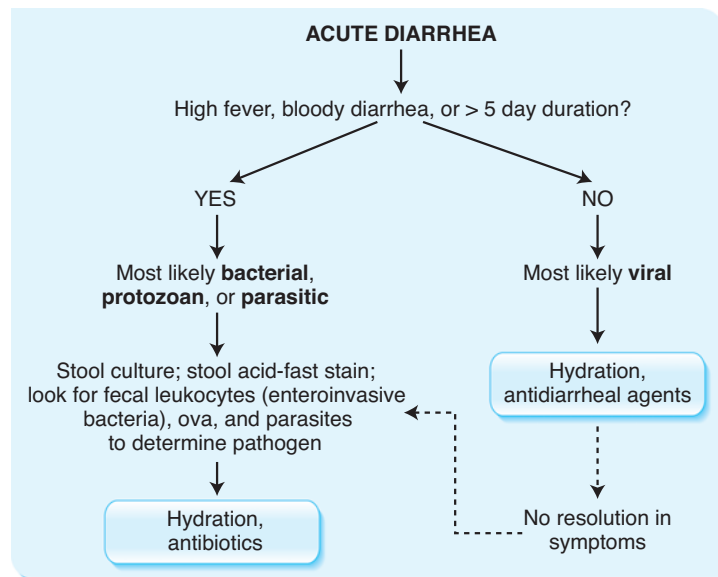 ACUTE DIARRHEA
High fever, bloody diarrhea, or > 5 day duration?
YES
NO
Most likely bacterial,
protozoan, or parasitic
Most likely viral
Stool culture; stool acid-fast stain;
look for fecal leukocytes (enteroinvasive
bacteria), ova, and parasites
to determine pathogen
Hydration,
antidiarrheal agents
Hydration,
antibiotics
No resolution in
symptoms